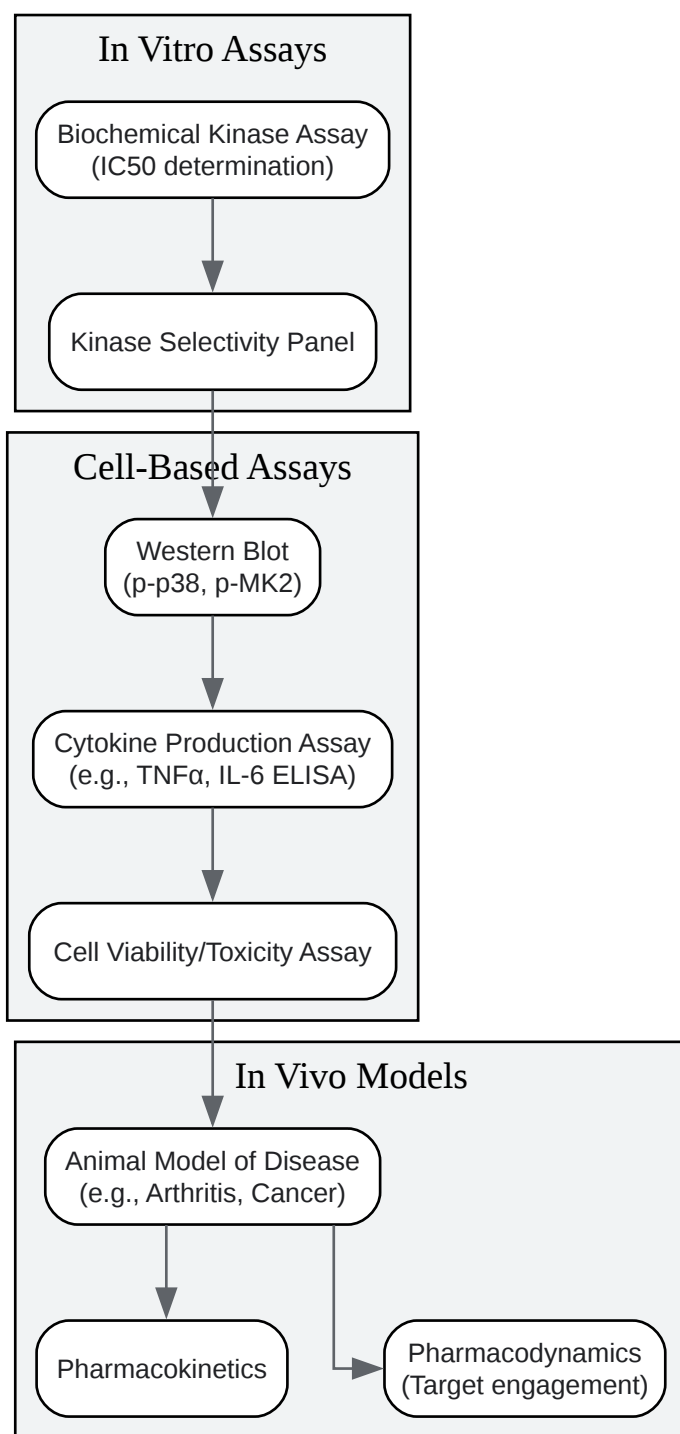 In Vitro Assays
Biochemical Kinase Assay
(IC50 determination)
Kinase Selectivity Panel
Cell-Based Assays
Western Blot
(p-p38, p-MK2)
Cytokine Production Assay
(e.g., TNFα, IL-6 ELISA)
Cell Viability/Toxicity Assay
In Vivo Models
Animal Model of Disease
(e.g., Arthritis, Cancer)
Pharmacokinetics
Pharmacodynamics
(Target engagement)